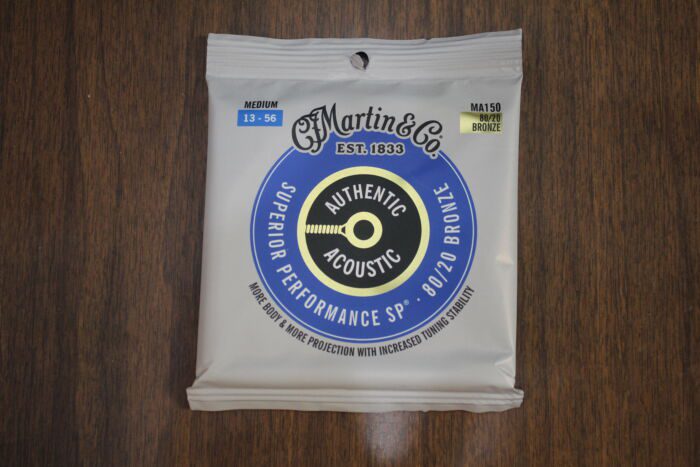 MEDIUM
13 - 56
MA150
80/20
BRONZE
CF Martin & Co.
EST. 1833
AUTHENTIC
ACOUSTIC
SUPERIOR PERFORMANCE SP® · 80/20 BRONZE
MORE BODY & MORE PROJECTION WITH INCREASED TUNING STABILITY